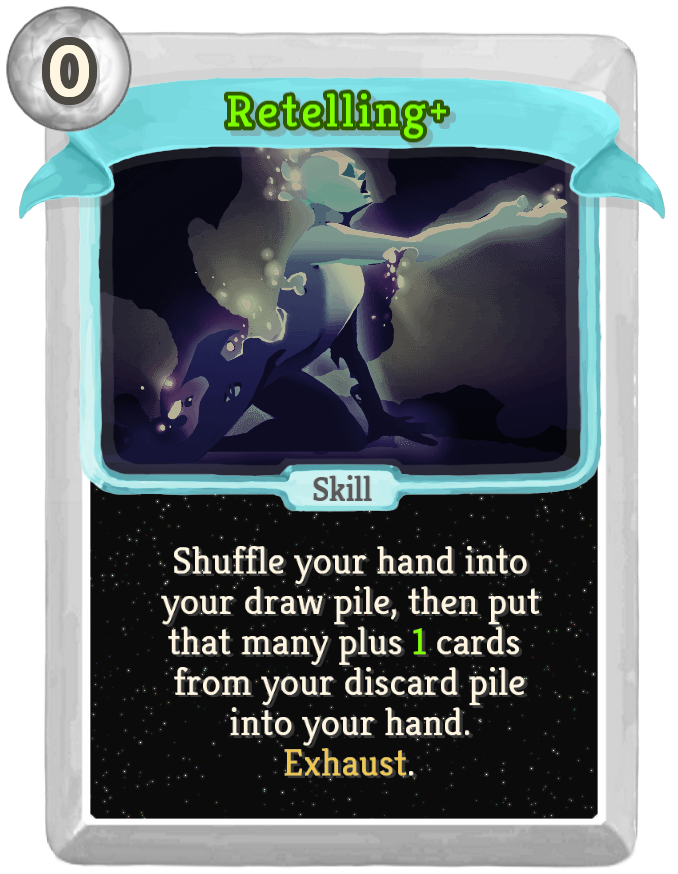 0
Retelling+
Skill
Shuffle your hand into
your draw pile, then put
that many plus 1 cards
from your discard pile
into your hand.
Exhaust.